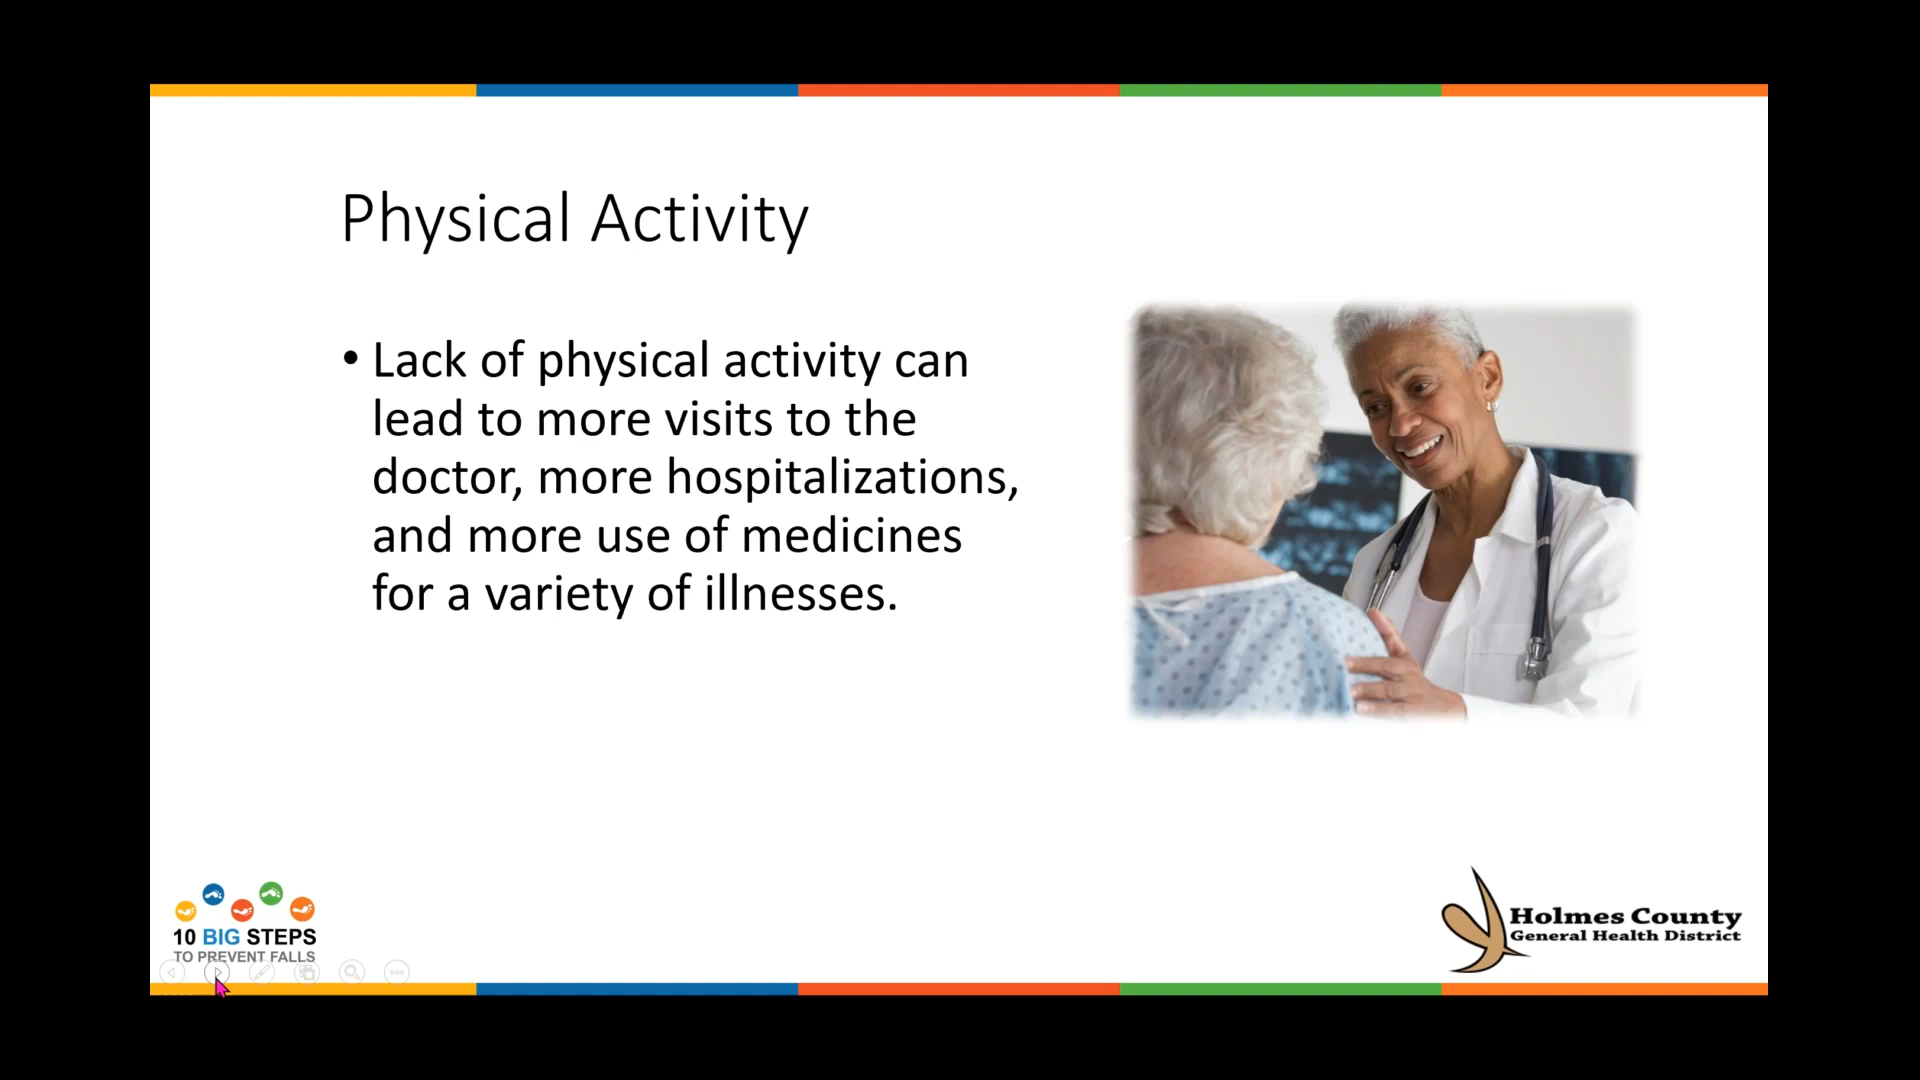 Physical Activity
• Lack of physical activity can
lead to more visits to the
doctor, more hospitalizations,
and more use of medicines
for a variety of illnesses.
10 BIG STEPS
TO PREVENT FALLS
Holmes County
General Health District